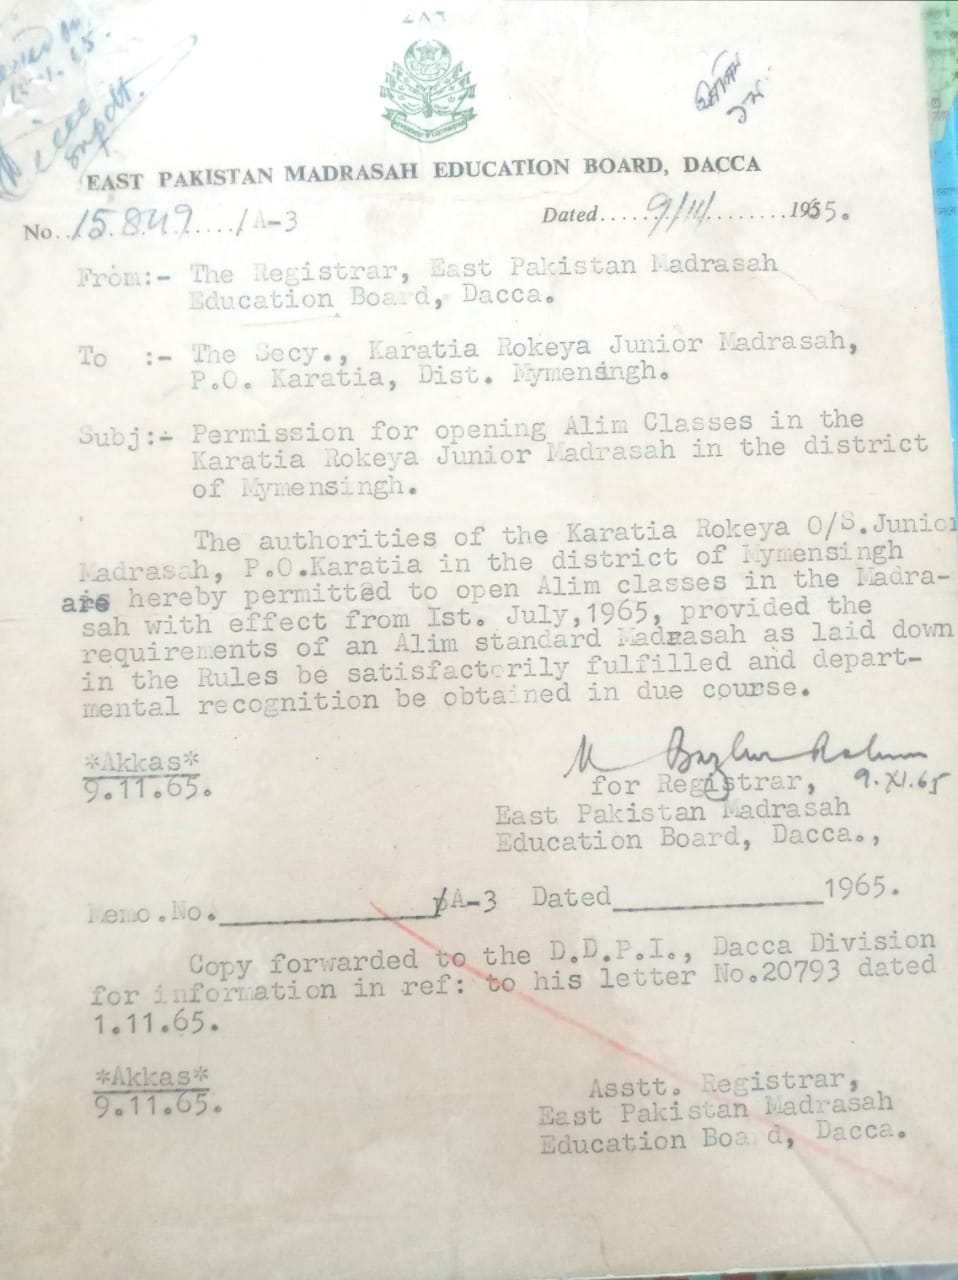 ٧٨٦
EAST PAKISTAN MADRASAH EDUCATION BOARD, DACCA
No...15.849..../A-3
Dated.....9/11........1965.
From:- The Registrar, East Pakistan Madrasah
Education Board, Dacca.
To :- The Secy., Karatia Rokeya Junior Madrasah,
P.O. Karatia, Dist. Mymensingh.
Subj:- Permission for opening Alim Classes in the
Karatia Rokeya Junior Madrasah in the district
of Mymensingh.
The authorities of the Karatia Rokeya O/S.Junior
Madrasah, P.O.Karatia in the district of Mymensingh
are hereby permitted to open Alim classes in the Madra-
sah with effect from Ist. July,1965, provided the
requirements of an Alim standard Madrasah as laid down
in the Rules be satisfactorily fulfilled and depart-
mental recognition be obtained in due course.
*Akkas*
9.11.65.
M Bazlur Rahman
for Registrar, 9.XI.65
East Pakistan Madrasah
Education Board, Dacca.,
Memo.No.______________/A-3 Dated______________1965.
Copy forwarded to the D.D.P.I., Dacca Division
for information in ref: to his letter No.20793 dated
1.11.65.
*Akkas*
9.11.65.
Asstt. Registrar,
East Pakistan Madrasah
Education Board, Dacca.